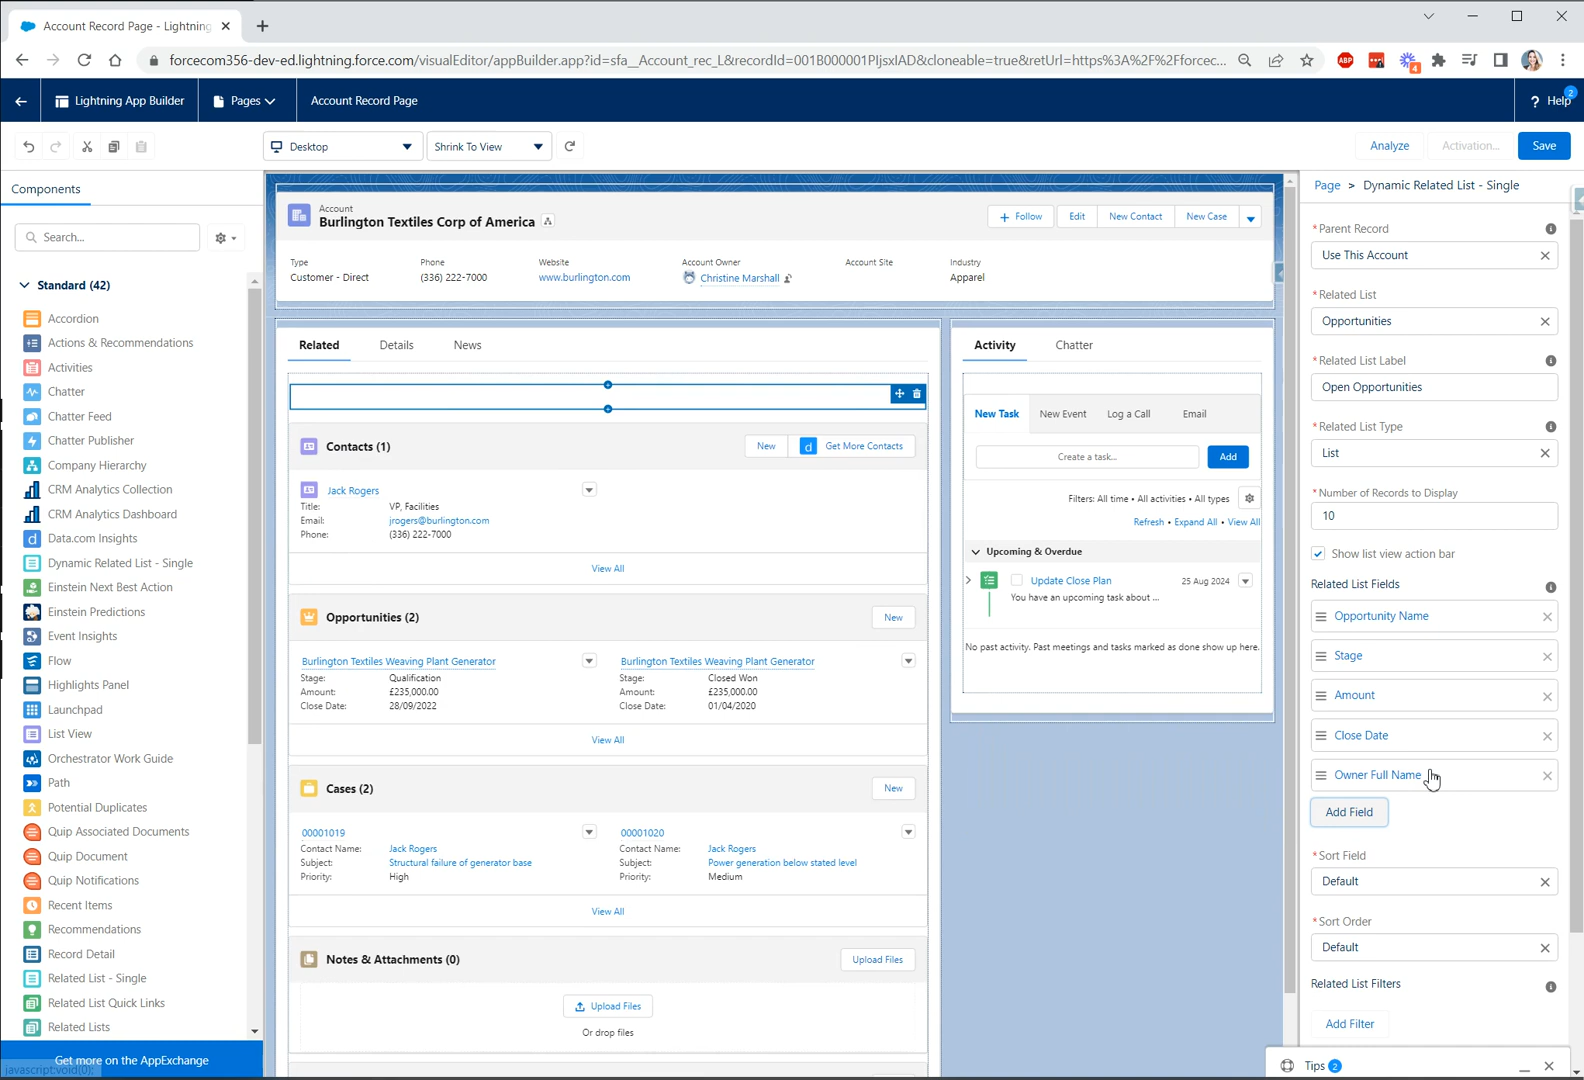 Account Record Page - Lightning
forcecom356-dev-ed.lightning.force.com/visualEditor/appBuilder.app?id=sfa__Account_rec_L&recordId=001B000001PIjsxIAD&cloneable=true&retUrl=https%3A%2F%2Fforcec...
ABP
4
Lightning App Builder
Pages
Account Record Page
? Help
2
Desktop
Shrink To View
Analyze
Activation...
Save
Components
Search...
Standard (42)
Accordion
Actions & Recommendations
Activities
Chatter
Chatter Feed
Chatter Publisher
Company Hierarchy
CRM Analytics Collection
CRM Analytics Dashboard
Data.com Insights
Dynamic Related List - Single
Einstein Next Best Action
Einstein Predictions
Event Insights
Flow
Highlights Panel
Launchpad
List View
Orchestrator Work Guide
Path
Potential Duplicates
Quip Associated Documents
Quip Document
Quip Notifications
Recent Items
Recommendations
Record Detail
Related List - Single
Related List Quick Links
Related Lists
Get more on the AppExchange
javascript:void(0);
Account
Burlington Textiles Corp of America
+ Follow
Edit
New Contact
New Case
Type
Customer - Direct
Phone
(336) 222-7000
Website
www.burlington.com
Account Owner
Christine Marshall
Account Site
Industry
Apparel
Related
Details
News
Contacts (1)
New
d Get More Contacts
Jack Rogers
Title: VP, Facilities
Email: jrogers@burlington.com
Phone: (336) 222-7000
View All
Opportunities (2)
New
Burlington Textiles Weaving Plant Generator
Stage: Qualification
Amount: £235,000.00
Close Date: 28/09/2022
Burlington Textiles Weaving Plant Generator
Stage: Closed Won
Amount: £235,000.00
Close Date: 01/04/2020
View All
Cases (2)
New
00001019
Contact Name: Jack Rogers
Subject: Structural failure of generator base
Priority: High
00001020
Contact Name: Jack Rogers
Subject: Power generation below stated level
Priority: Medium
View All
Notes & Attachments (0)
Upload Files
Upload Files
Or drop files
Activity
Chatter
New Task
New Event
Log a Call
Email
Create a task...
Add
Filters: All time • All activities • All types
Refresh • Expand All • View All
Upcoming & Overdue
Update Close Plan
25 Aug 2024
You have an upcoming task about ...
No past activity. Past meetings and tasks marked as done show up here.
Page > Dynamic Related List - Single
*Parent Record
Use This Account
*Related List
Opportunities
*Related List Label
Open Opportunities
*Related List Type
List
*Number of Records to Display
10
Show list view action bar
Related List Fields
Opportunity Name
Stage
Amount
Close Date
Owner Full Name
Add Field
*Sort Field
Default
*Sort Order
Default
Related List Filters
Add Filter
Tips 2